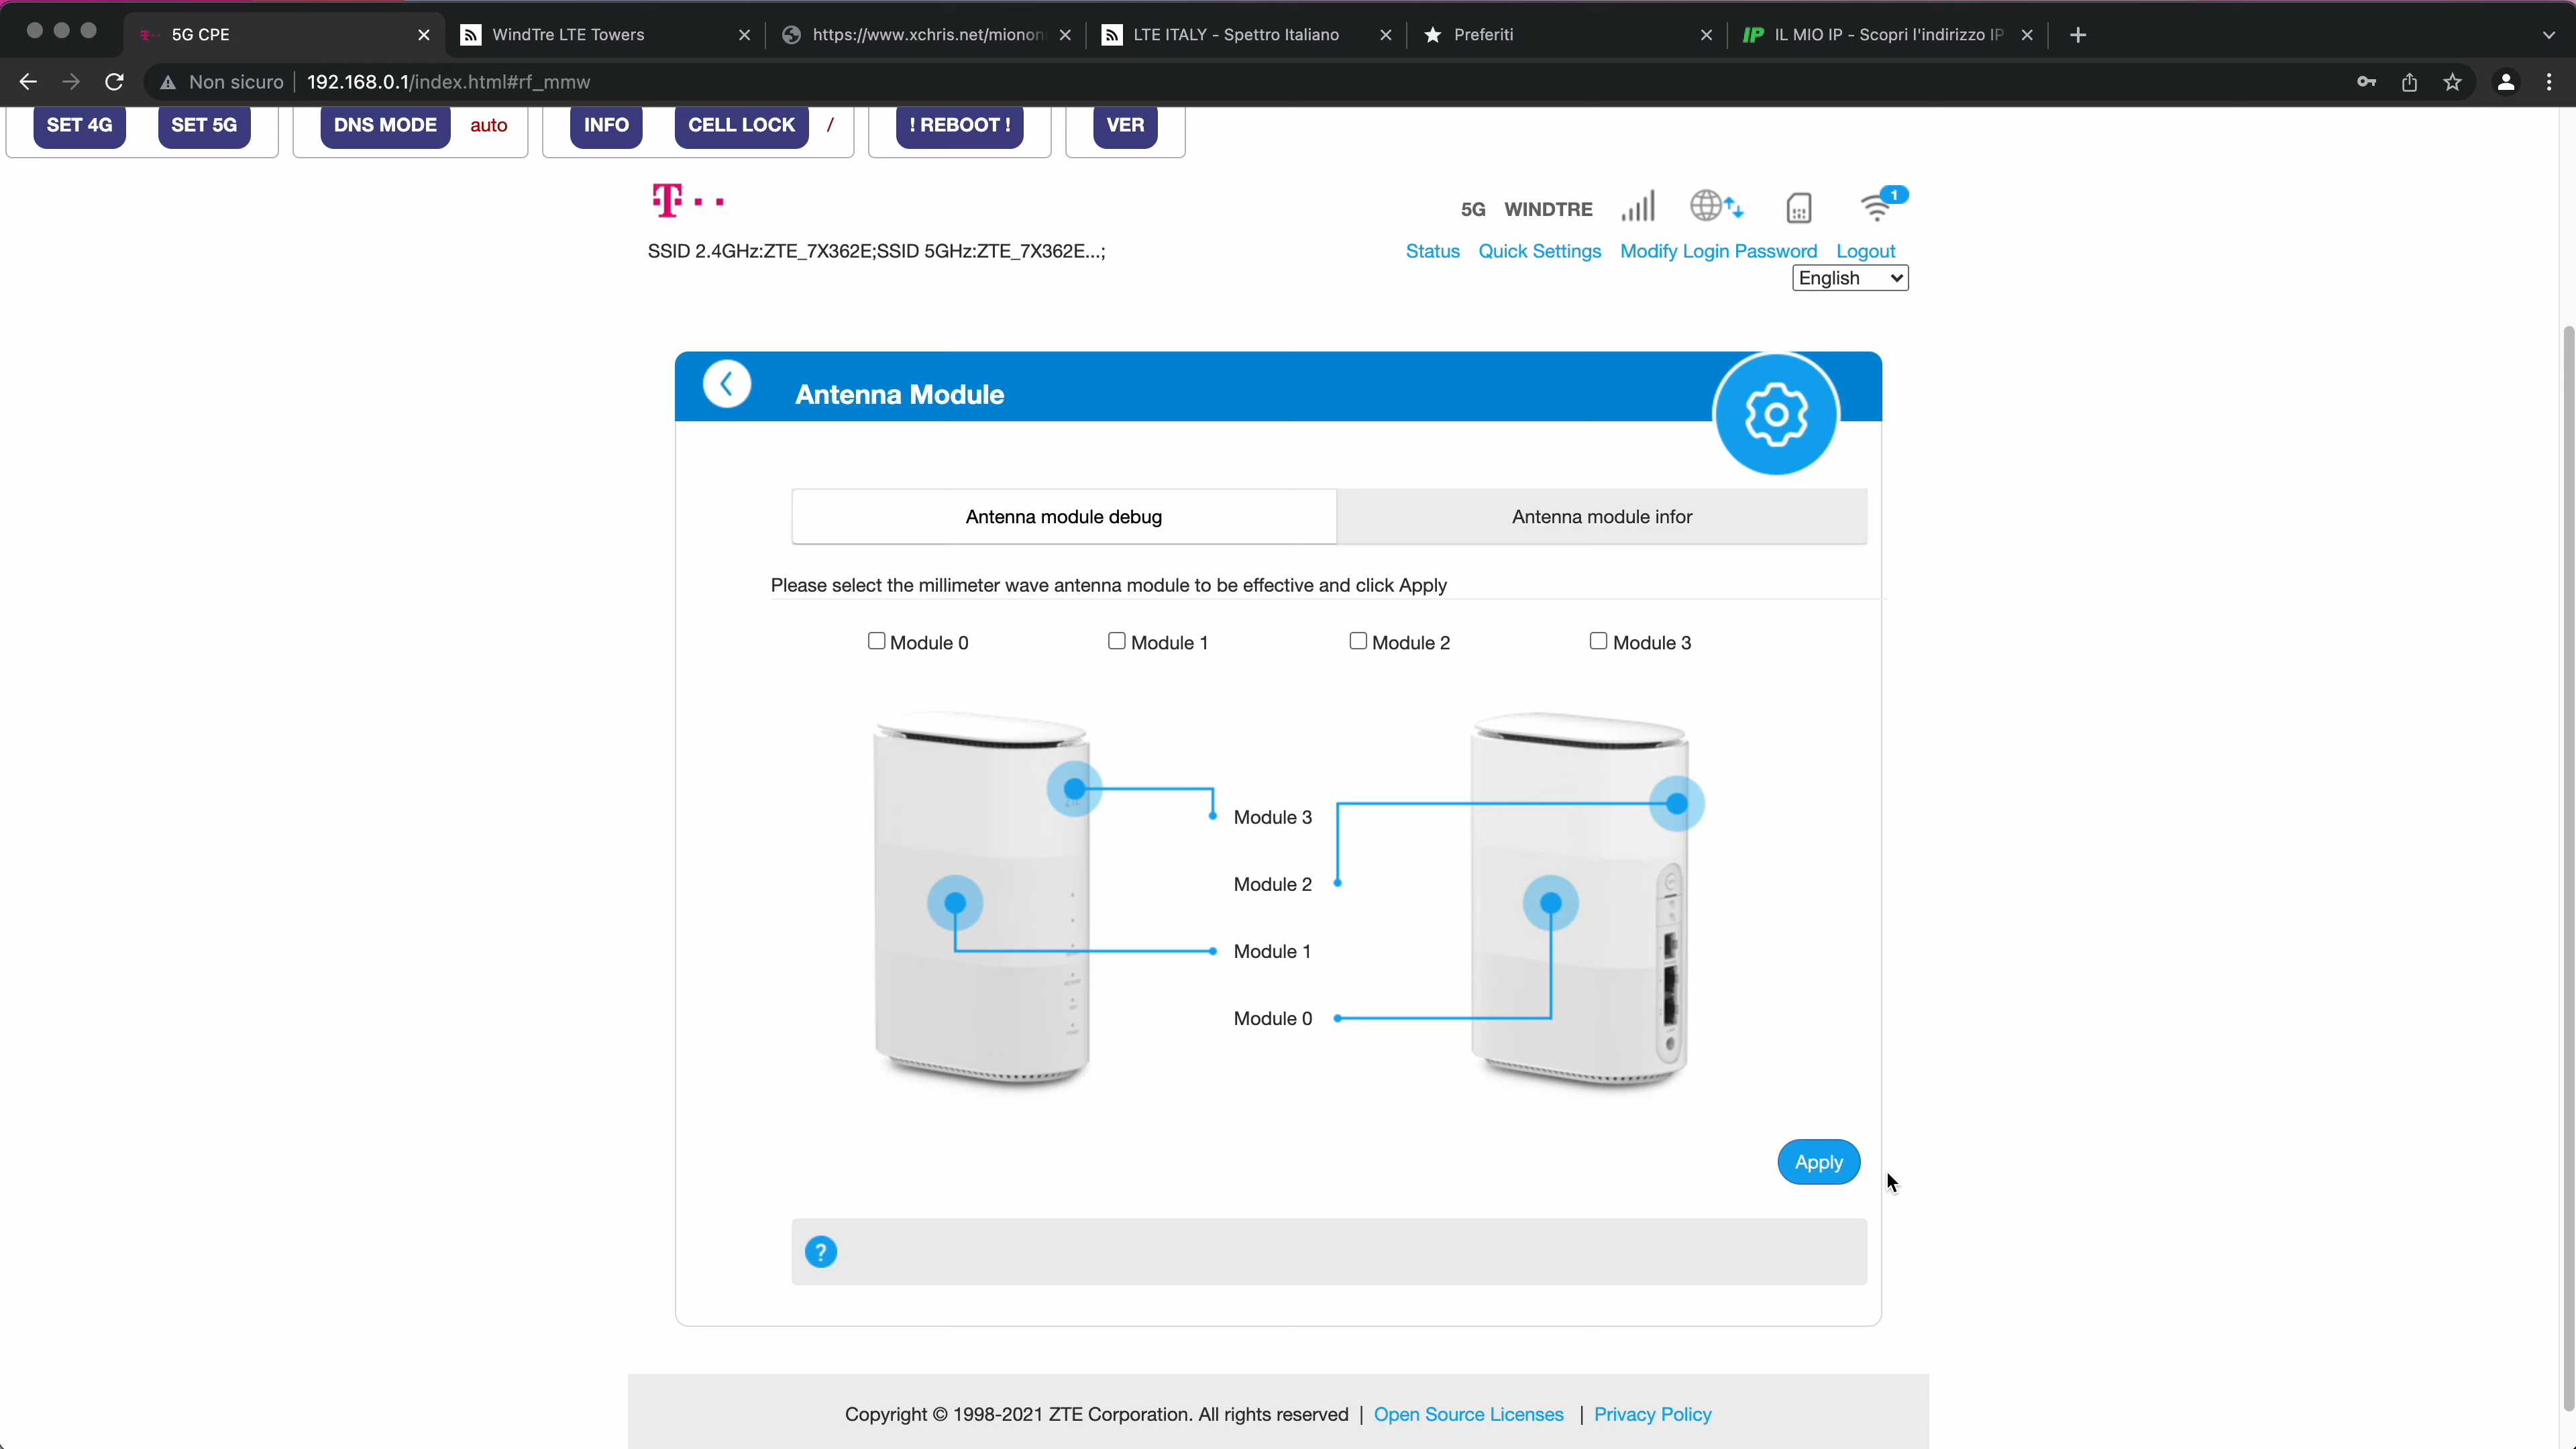 5G CPE
WindTre LTE Towers
https://www.xchris.net/miono
LTE ITALY - Spettro Italiano
Preferiti
IP IL MIO IP - Scopri l'indirizzo IP
Non sicuro
192.168.0.1/index.html#rf_mmw
SET 4G SET 5G DNS MODE auto INFO CELL LOCK / ! REBOOT ! VER
T
5G WINDTRE 1
SSID 2.4GHz:ZTE_7X362E;SSID 5GHz:ZTE_7X362E...;
Status Quick Settings Modify Login Password Logout
English
Antenna Module
Antenna module debug
Antenna module infor
Please select the millimeter wave antenna module to be effective and click Apply
Module 0 Module 1 Module 2 Module 3
Module 3
Module 2
Module 1
Module 0
Apply
?
Copyright © 1998-2021 ZTE Corporation. All rights reserved | Open Source Licenses | Privacy Policy